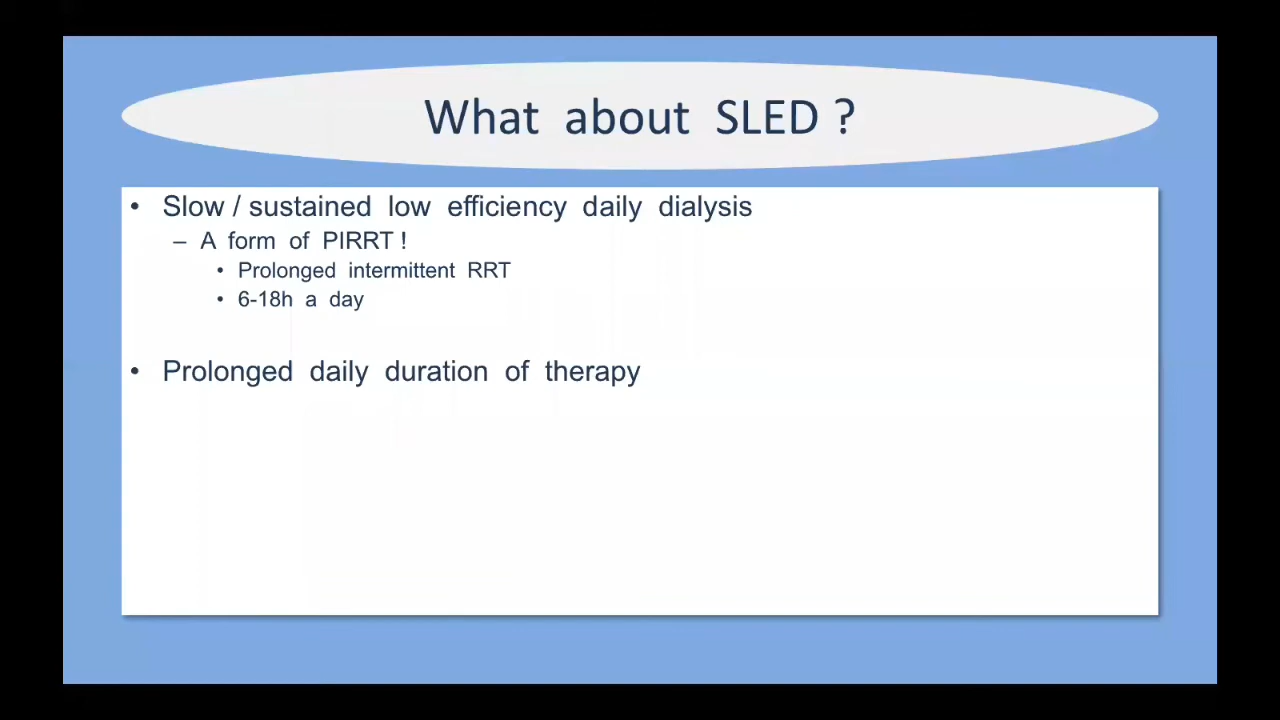 What about SLED ?
• Slow / sustained low efficiency daily dialysis
– A form of PIRRT !
• Prolonged intermittent RRT
• 6-18h a day
• Prolonged daily duration of therapy